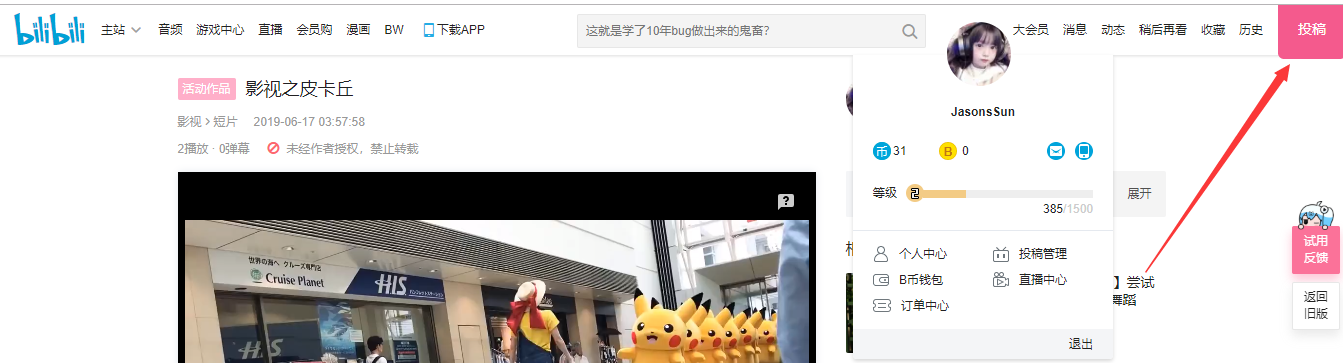 bilibili
主站
音频
游戏中心
直播
会员购
漫画
BW
下载APP
这就是学了10年bug做出来的鬼畜?
大会员
消息
动态
稍后再看
收藏
历史
投稿
活动作品
影视之皮卡丘
影视 > 短片 2019-06-17 03:57:58
2播放 · 0弹幕
未经作者授权，禁止转载
JasonsSun
币 31
B 0
等级
2
385/1500
个人中心
投稿管理
B币钱包
直播中心
订单中心
退出
展开
】尝试
舞蹈
试用
反馈
返回
旧版
世界の海へ クルーズ専門店
Cruise Planet
HIS
HIS